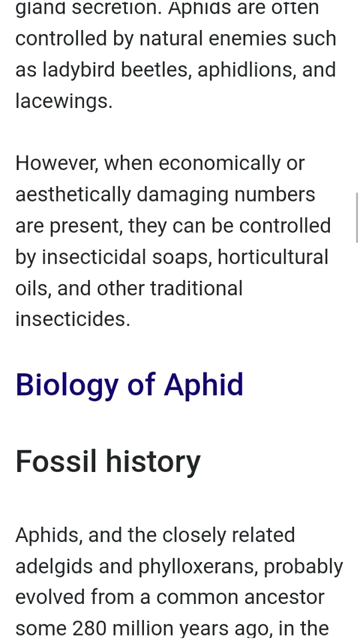 gland secretion. Aphids are often
controlled by natural enemies such
as ladybird beetles, aphidlions, and
lacewings.
However, when economically or
aesthetically damaging numbers
are present, they can be controlled
by insecticidal soaps, horticultural
oils, and other traditional
insecticides.
Biology of Aphid
Fossil history
Aphids, and the closely related
adelgids and phylloxerans, probably
evolved from a common ancestor
some 280 million years ago, in the